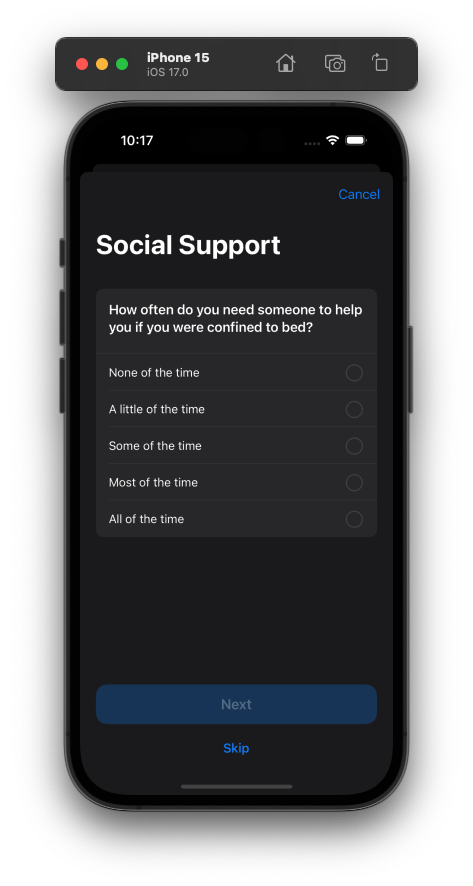 iPhone 15
iOS 17.0
10:17
Cancel
Social Support
How often do you need someone to help
you if you were confined to bed?
None of the time
A little of the time
Some of the time
Most of the time
All of the time
Next
Skip